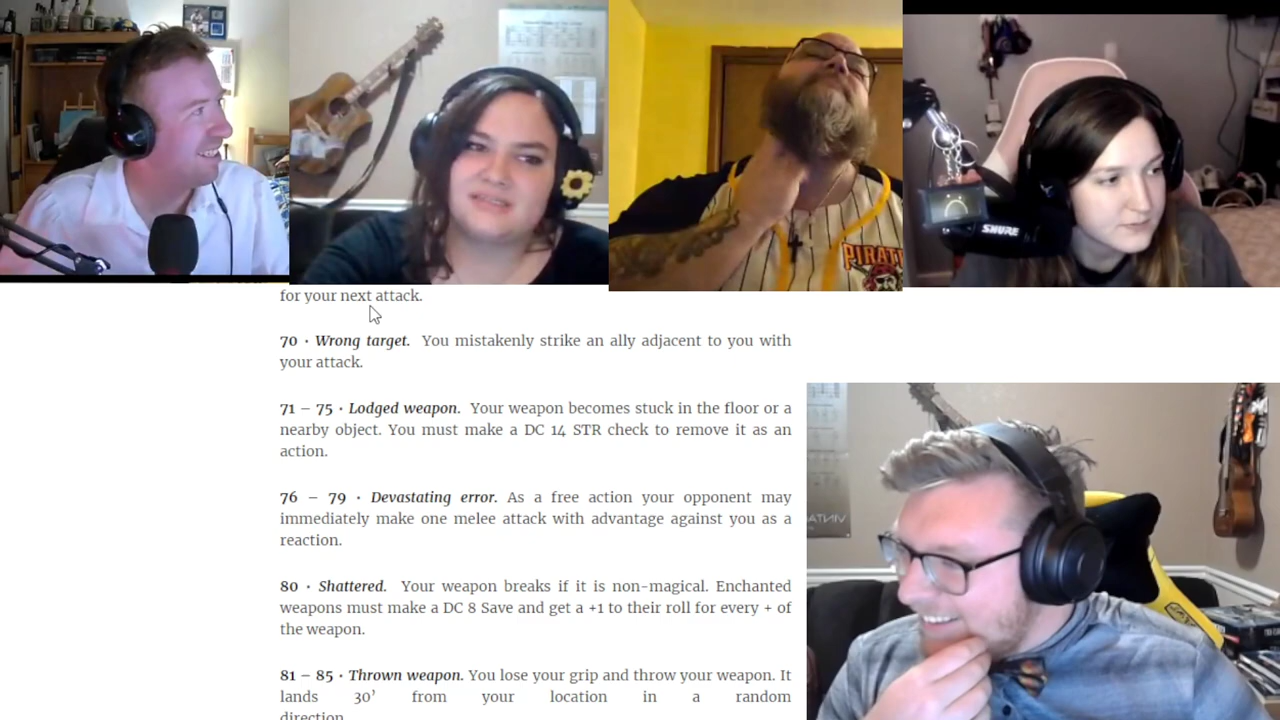 PIRATE
SHURE
for your next attack.
70 · Wrong target. You mistakenly strike an ally adjacent to you with
your attack.
71 – 75 · Lodged weapon. Your weapon becomes stuck in the floor or a
nearby object. You must make a DC 14 STR check to remove it as an
action.
76 – 79 · Devastating error. As a free action your opponent may
immediately make one melee attack with advantage against you as a
reaction.
80 · Shattered. Your weapon breaks if it is non-magical. Enchanted
weapons must make a DC 8 Save and get a +1 to their roll for every + of
the weapon.
81 – 85 · Thrown weapon. You lose your grip and throw your weapon. It
lands 30’ from your location in a random
direction.